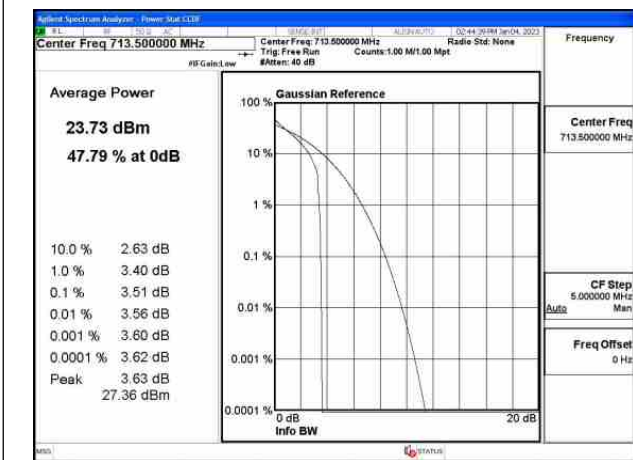 Agilent Spectrum Analyzer - Power Stat CCDF
RL
50 Ω
AC
SENSE:INT
ALIGN AUTO
02:44:39 PM Jan 04, 2023
Center Freq 713.500000 MHz
Center Freq: 713.500000 MHz
Radio Std: None
Trig: Free Run
Counts:1.00 M/1.00 Mpt
#IFGain:Low
#Atten: 40 dB
Frequency
Average Power
23.73 dBm
47.79 % at 0dB
10.0 % 2.63 dB
1.0 % 3.40 dB
0.1 % 3.51 dB
0.01 % 3.56 dB
0.001 % 3.60 dB
0.0001 % 3.62 dB
Peak 3.63 dB
27.36 dBm
Gaussian Reference
100 %
10 %
1 %
0.1 %
0.01 %
0.001 %
0.0001 %
0 dB
20 dB
Info BW
Center Freq
713.500000 MHz
CF Step
5.000000 MHz
Auto Man
Freq Offset
0 Hz
MSG
STATUS